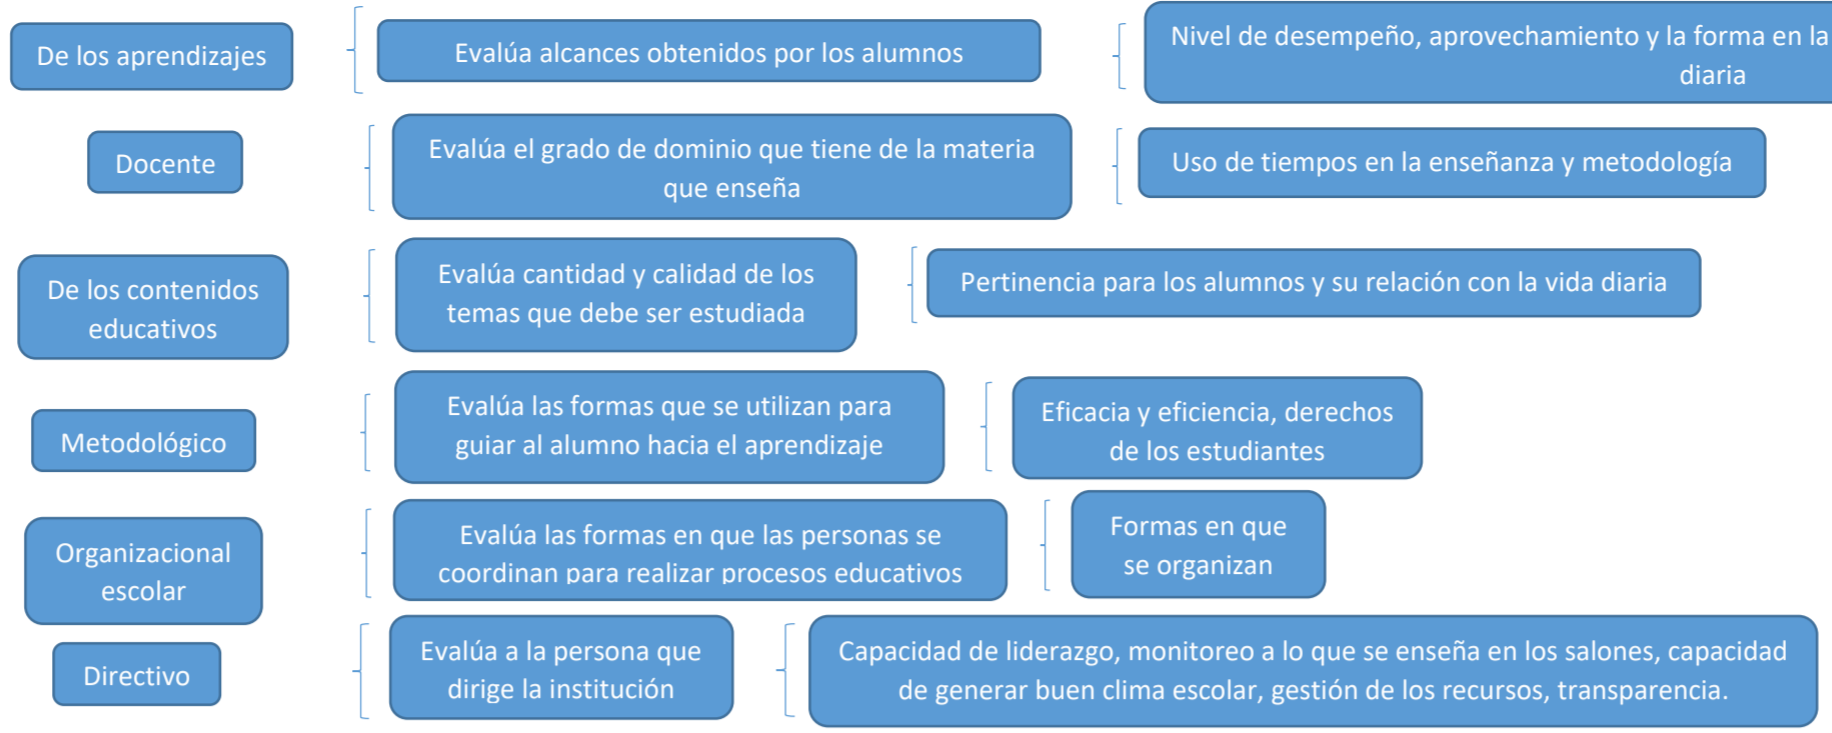 De los aprendizajes
Evalúa alcances obtenidos por los alumnos
Nivel de desempeño, aprovechamiento y la forma en la
diaria
Docente
Evalúa el grado de dominio que tiene de la materia
que enseña
Uso de tiempos en la enseñanza y metodología
De los contenidos
educativos
Evalúa cantidad y calidad de los
temas que debe ser estudiada
Pertinencia para los alumnos y su relación con la vida diaria
Metodológico
Evalúa las formas que se utilizan para
guiar al alumno hacia el aprendizaje
Eficacia y eficiencia, derechos
de los estudiantes
Organizacional
escolar
Evalúa las formas en que las personas se
coordinan para realizar procesos educativos
Formas en que
se organizan
Directivo
Evalúa a la persona que
dirige la institución
Capacidad de liderazgo, monitoreo a lo que se enseña en los salones, capacidad
de generar buen clima escolar, gestión de los recursos, transparencia.